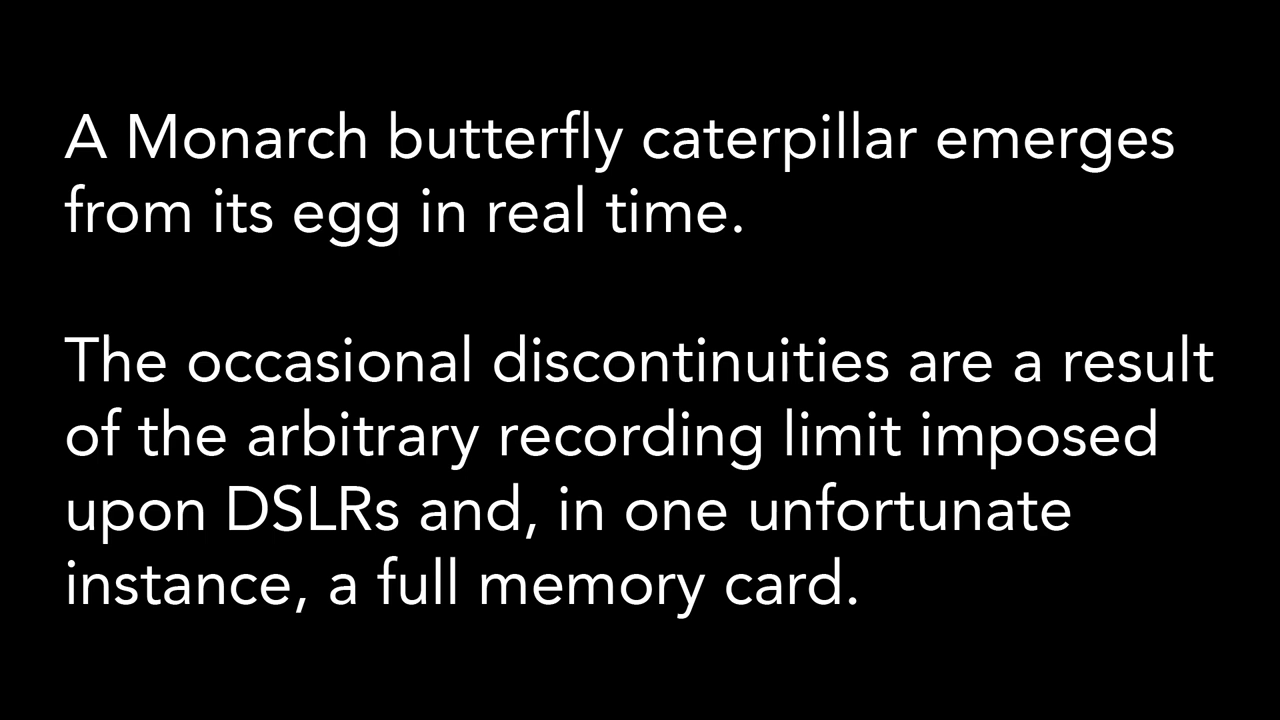 A Monarch butterfly caterpillar emerges
from its egg in real time.
The occasional discontinuities are a result
of the arbitrary recording limit imposed
upon DSLRs and, in one unfortunate
instance, a full memory card.